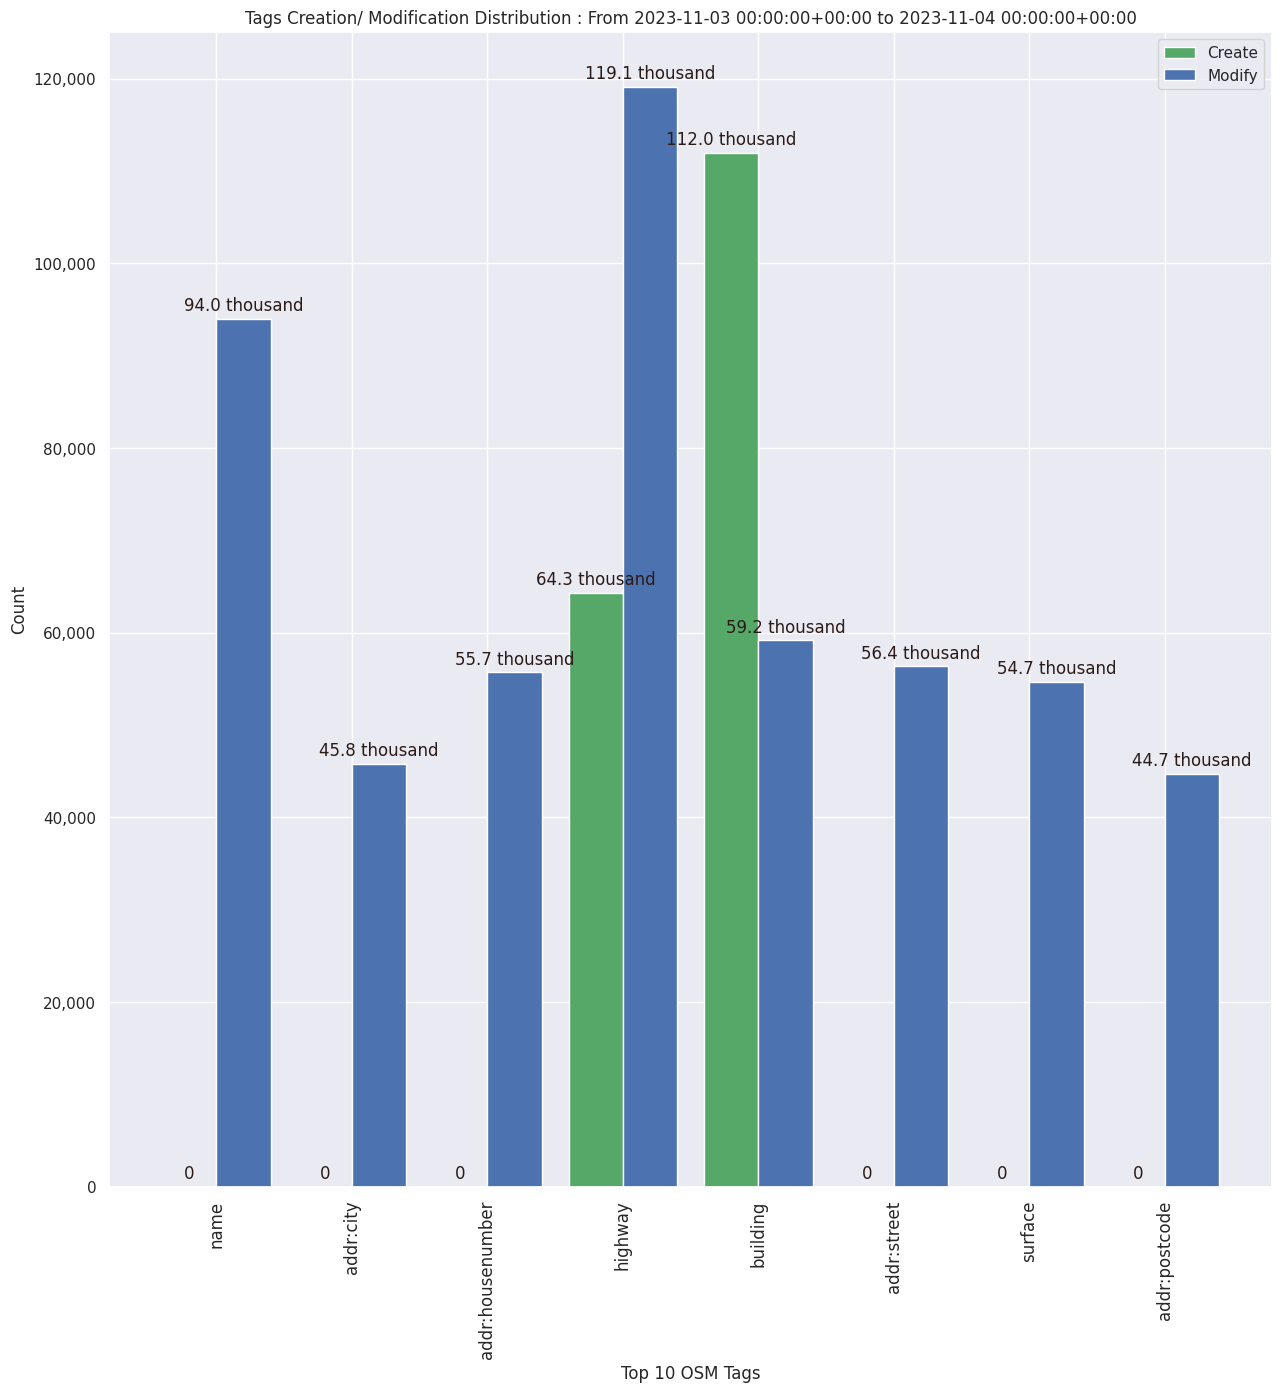 Tags Creation/ Modification Distribution : From 2023-11-03 00:00:00+00:00 to 2023-11-04 00:00:00+00:00
Create
Modify
120,000
100,000
80,000
60,000
40,000
20,000
0
Count
119.1 thousand
112.0 thousand
94.0 thousand
64.3 thousand
59.2 thousand
55.7 thousand
56.4 thousand
54.7 thousand
45.8 thousand
44.7 thousand
0
0
0
0
0
0
name
addr:city
addr:housenumber
highway
building
addr:street
surface
addr:postcode
Top 10 OSM Tags